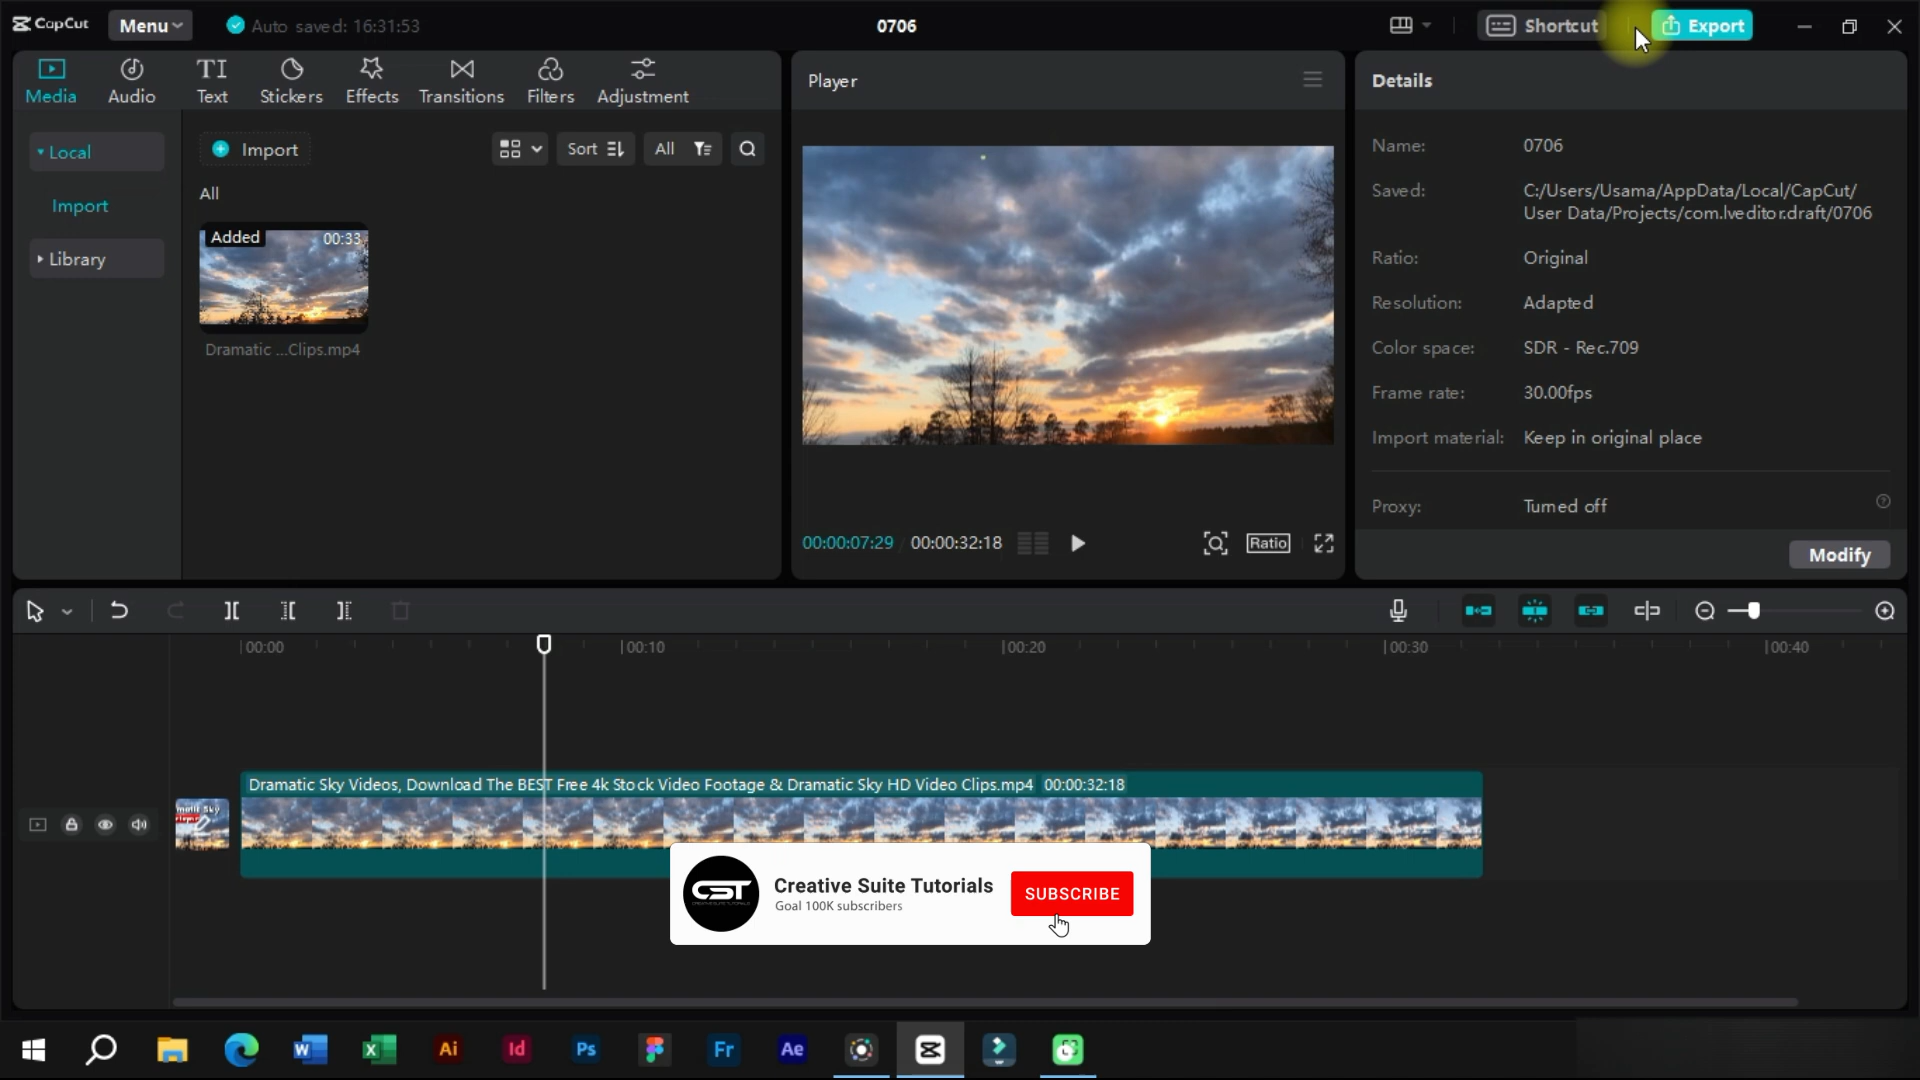 CapCut
Menu
Auto saved: 16:31:53
0706
Shortcut
Export
Media
Audio
TI
Text
Stickers
Effects
Transitions
Filters
Adjustment
Local
Import
Library
Import
Sort
All
All
Added
00:33
Dramatic ...Clips.mp4
Player
00:00:07:29
00:00:32:18
Ratio
Details
Name: 0706
Saved: C:/Users/Usama/AppData/Local/CapCut/
User Data/Projects/com.lveditor.draft/0706
Ratio: Original
Resolution: Adapted
Color space: SDR - Rec.709
Frame rate: 30.00fps
Import material: Keep in original place
Proxy: Turned off
Modify
00:00
00:10
00:20
00:30
00:40
Dramatic Sky Videos, Download The BEST Free 4k Stock Video Footage & Dramatic Sky HD Video Clips.mp4 00:00:32:18
CST
Creative Suite Tutorials
Goal 100K subscribers
SUBSCRIBE
W
X
Ai
Id
Ps
Fr
Ae